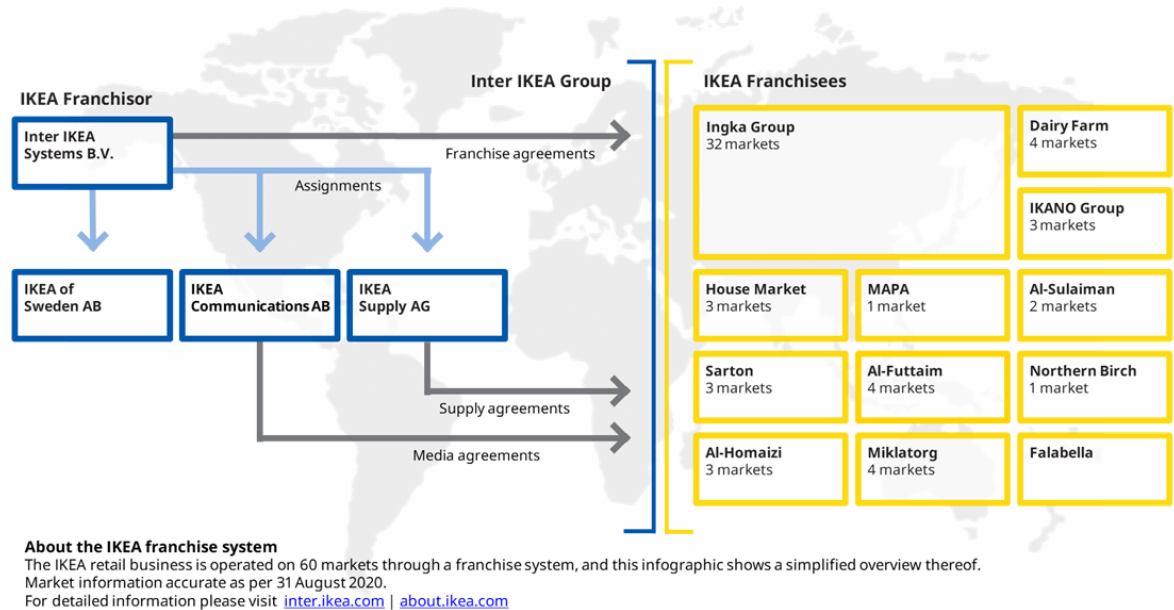 IKEA Franchisor
Inter IKEA
Systems B.V.
Inter IKEA Group
Franchise agreements
Assignments
IKEA of
Sweden AB
IKEA
Communications AB
IKEA
Supply AG
Supply agreements
Media agreements
IKEA Franchisees
Ingka Group
32 markets
Dairy Farm
4 markets
IKANO Group
3 markets
House Market
3 markets
MAPA
1 market
Al-Sulaiman
2 markets
Sarton
3 markets
Al-Futtaim
4 markets
Northern Birch
1 market
Al-Homaizi
3 markets
Miklatorg
4 markets
Falabella
About the IKEA franchise system
The IKEA retail business is operated on 60 markets through a franchise system, and this infographic shows a simplified overview thereof.
Market information accurate as per 31 August 2020.
For detailed information please visit inter.ikea.com | about.ikea.com